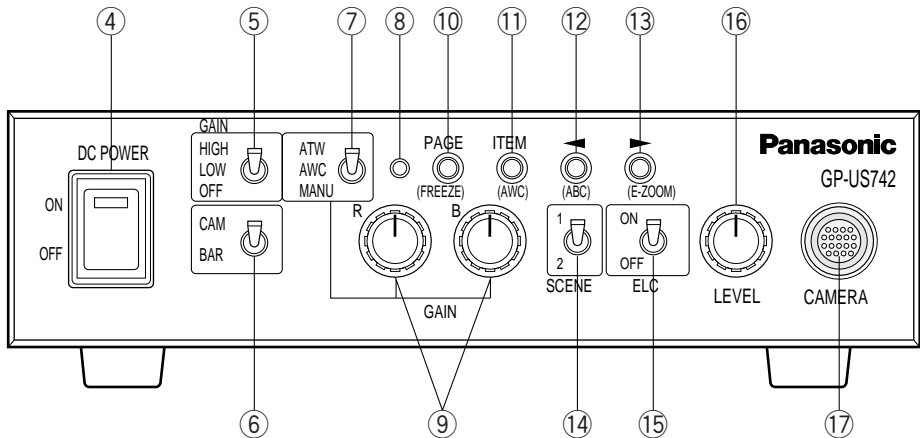 ④ ⑤ ⑦ ⑧ ⑩ ⑪ ⑫ ⑬ ⑯
DC POWER
ON
OFF
GAIN
HIGH
LOW
OFF
ATW
AWC
MANU
CAM
BAR
PAGE
(FREEZE)
ITEM
(AWC)
◄
(ABC)
►
(E-ZOOM)
R
B
GAIN
1
2
SCENE
ON
OFF
ELC
LEVEL
Panasonic
GP-US742
CAMERA
⑥ ⑨ ⑭ ⑮ ⑰